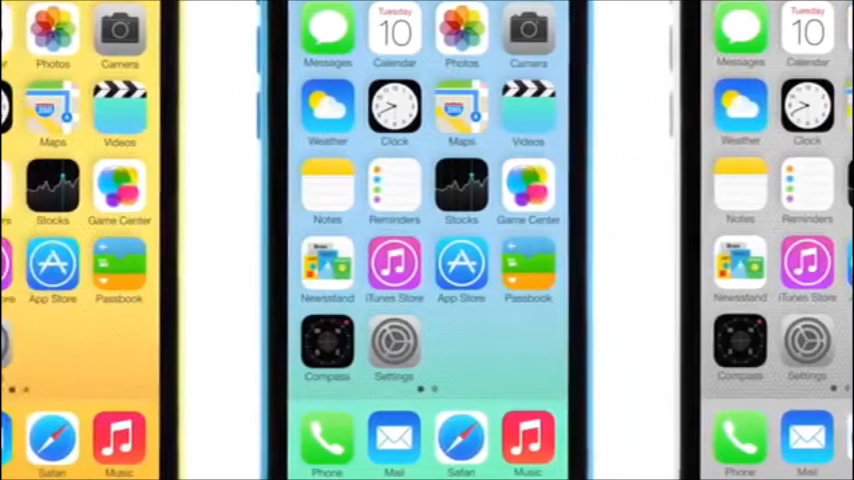 Photos Camera
Maps Videos
Stocks Game Center
App Store Passbook
Safari Music
Tuesday
10
Messages Calendar Photos Camera
280
Weather Clock Maps Videos
Notes Reminders Stocks Game Center
Newsstand iTunes Store App Store Passbook
Compass Settings
Phone Mail Safari Music
Tuesday
10
Messages Calendar
Weather Clock
Notes Reminders
Newsstand iTunes Store
Compass Settings
Phone Mail